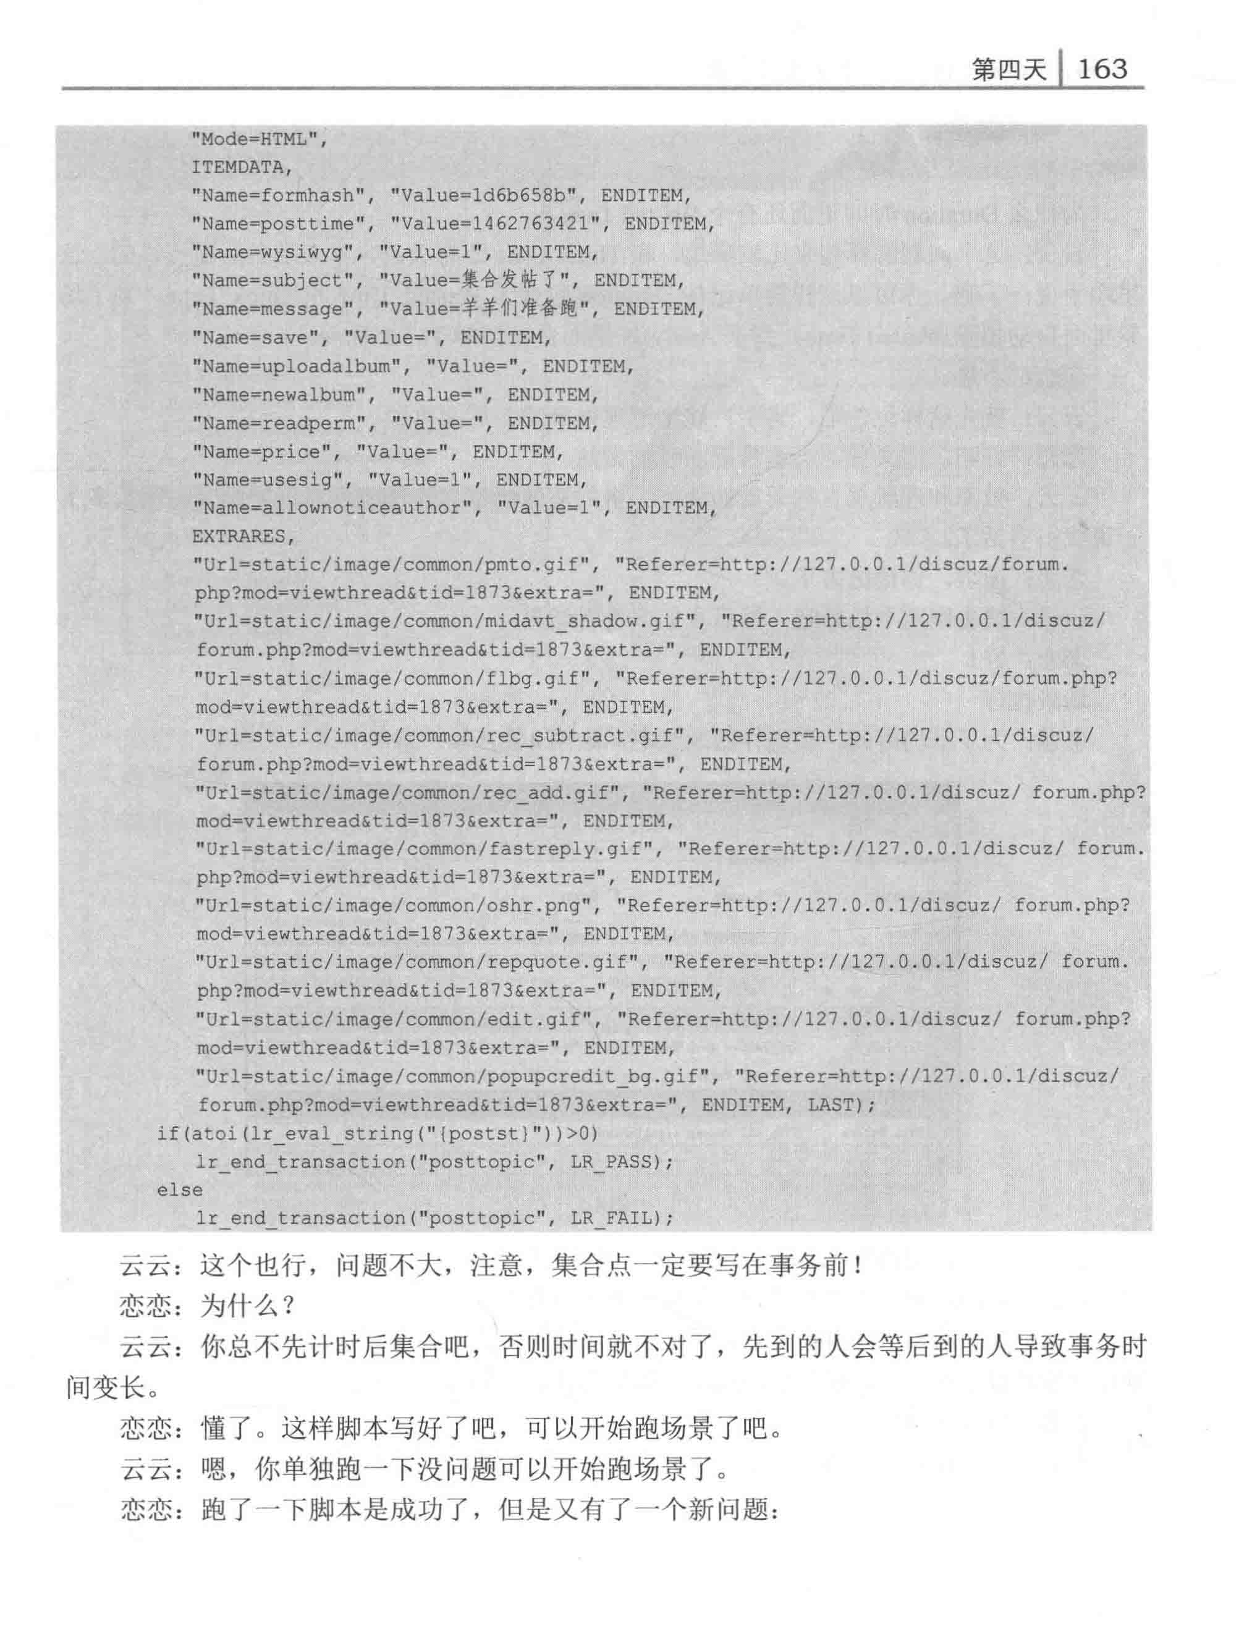 第四天 163
"Mode=HTML",
ITEMDATA,
"Name=formhash", "Value=1d6b658b", ENDITEM,
"Name=posttime", "Value=1462763421", ENDITEM,
"Name=wysiwyg", "Value=1", ENDITEM,
"Name=subject", "Value=集合发帖了", ENDITEM,
"Name=message", "Value=羊羊们准备跑", ENDITEM,
"Name=save", "Value=", ENDITEM,
"Name=uploadalbum", "Value=", ENDITEM,
"Name=newalbum", "Value=", ENDITEM,
"Name=readperm", "Value=", ENDITEM,
"Name=price", "Value=", ENDITEM,
"Name=usesig", "Value=1", ENDITEM,
"Name=allownoticeauthor", "Value=1", ENDITEM,
EXTRARES,
"Url=static/image/common/pmto.gif", "Referer=http://127.0.0.1/discuz/forum.
php?mod=viewthread&tid=1873&extra=", ENDITEM,
"Url=static/image/common/midavt_shadow.gif", "Referer=http://127.0.0.1/discuz/
forum.php?mod=viewthread&tid=1873&extra=", ENDITEM,
"Url=static/image/common/flbg.gif", "Referer=http://127.0.0.1/discuz/forum.php?
mod=viewthread&tid=1873&extra=", ENDITEM,
"Url=static/image/common/rec_subtract.gif", "Referer=http://127.0.0.1/discuz/
forum.php?mod=viewthread&tid=1873&extra=", ENDITEM,
"Url=static/image/common/rec_add.gif", "Referer=http://127.0.0.1/discuz/ forum.php?
mod=viewthread&tid=1873&extra=", ENDITEM,
"Url=static/image/common/fastreply.gif", "Referer=http://127.0.0.1/discuz/ forum.
php?mod=viewthread&tid=1873&extra=", ENDITEM,
"Url=static/image/common/oshr.png", "Referer=http://127.0.0.1/discuz/ forum.php?
mod=viewthread&tid=1873&extra=", ENDITEM,
"Url=static/image/common/repquote.gif", "Referer=http://127.0.0.1/discuz/ forum.
php?mod=viewthread&tid=1873&extra=", ENDITEM,
"Url=static/image/common/edit.gif", "Referer=http://127.0.0.1/discuz/ forum.php?
mod=viewthread&tid=1873&extra=", ENDITEM,
"Url=static/image/common/popupcredit_bg.gif", "Referer=http://127.0.0.1/discuz/
forum.php?mod=viewthread&tid=1873&extra=", ENDITEM, LAST);
if(atoi(lr_eval_string("{postst}"))>0)
lr_end_transaction("posttopic", LR_PASS);
else
lr_end_transaction("posttopic", LR_FAIL);
云云：这个也行，问题不大，注意，集合点一定要写在事务前！
恋恋：为什么？
云云：你总不先计时后集合吧，否则时间就不对了，先到的人会等后到的人导致事务时
间变长。
恋恋：懂了。这样脚本写好了吧，可以开始跑场景了吧。
云云：嗯，你单独跑一下没问题可以开始跑场景了。
恋恋：跑了一下脚本是成功了，但是又有了一个新问题：